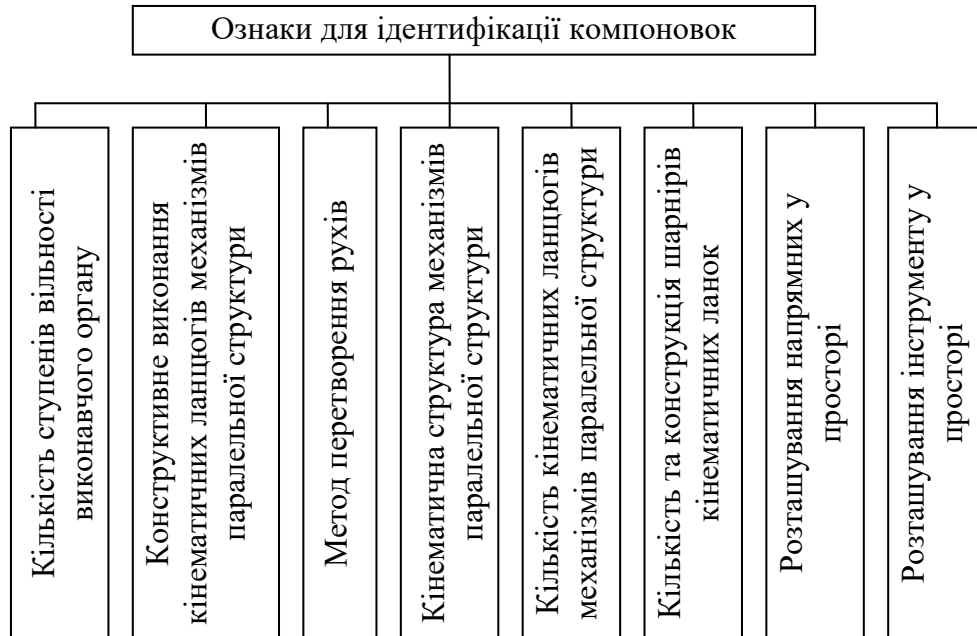 Ознаки для ідентифікації компоновок
Кількість ступенів вільності
виконавчого органу
Конструктивне виконання
кінематичних ланцюгів механізмів
паралельної структури
Метод перетворення рухів
Кінематична структура механізмів
паралельної структури
Кількість кінематичних ланцюгів
механізмів паралельної структури
Кількість та конструкція шарнірів
кінематичних ланок
Розташування напрямних у
просторі
Розташування інструменту у
просторі